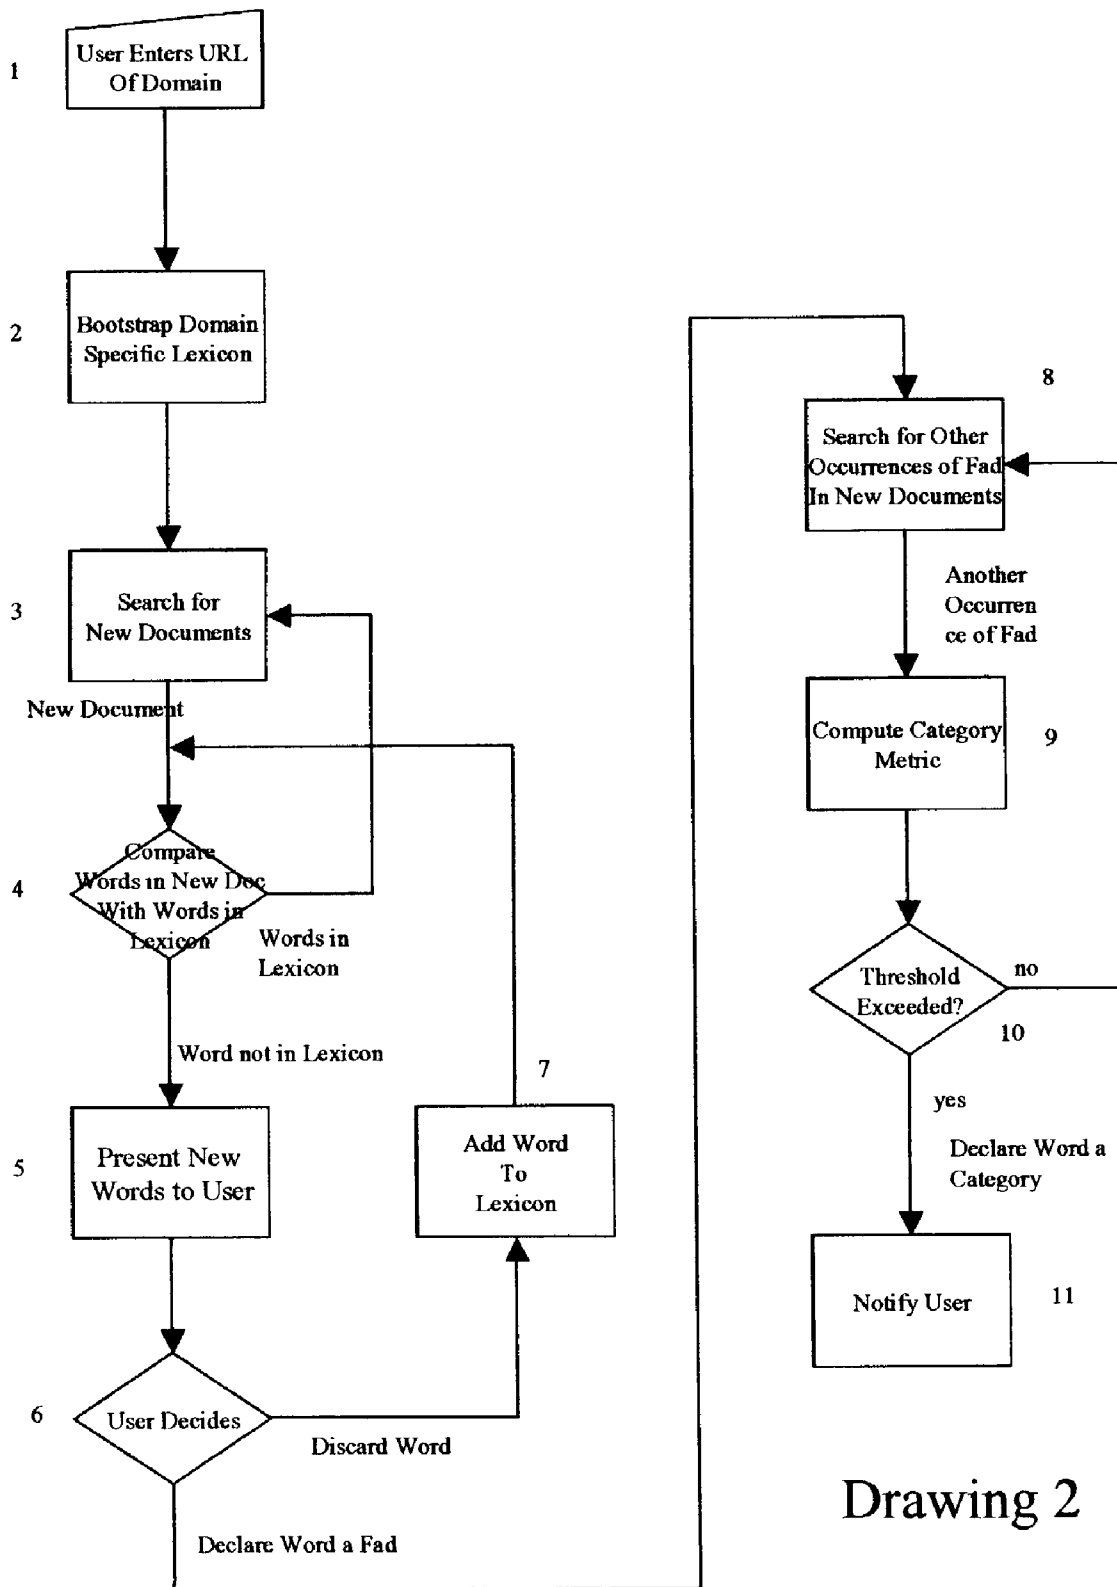 1
User Enters URL
Of Domain
2
Bootstrap Domain
Specific Lexicon
3
Search for
New Documents
New Document
4
Compare
Words in New Doc
With Words in
Lexicon
Words in
Lexicon
Word not in Lexicon
5
Present New
Words to User
7
Add Word
To
Lexicon
6
User Decides
Discard Word
Declare Word a Fad
8
Search for Other
Occurrences of Fad
In New Documents
Another
Occurren
ce of Fad
9
Compute Category
Metric
Threshold
Exceeded?
no
10
yes
Declare Word a
Category
Notify User
11
Drawing 2